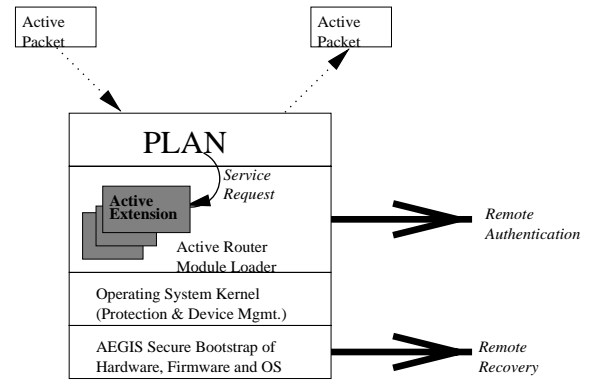 Active
Packet
Active
Packet
PLAN
Service
Request
Active
Extension
Active Router
Module Loader
Remote
Authentication
Operating System Kernel
(Protection & Device Mgmt.)
AEGIS Secure Bootstrap of
Hardware, Firmware and OS
Remote
Recovery